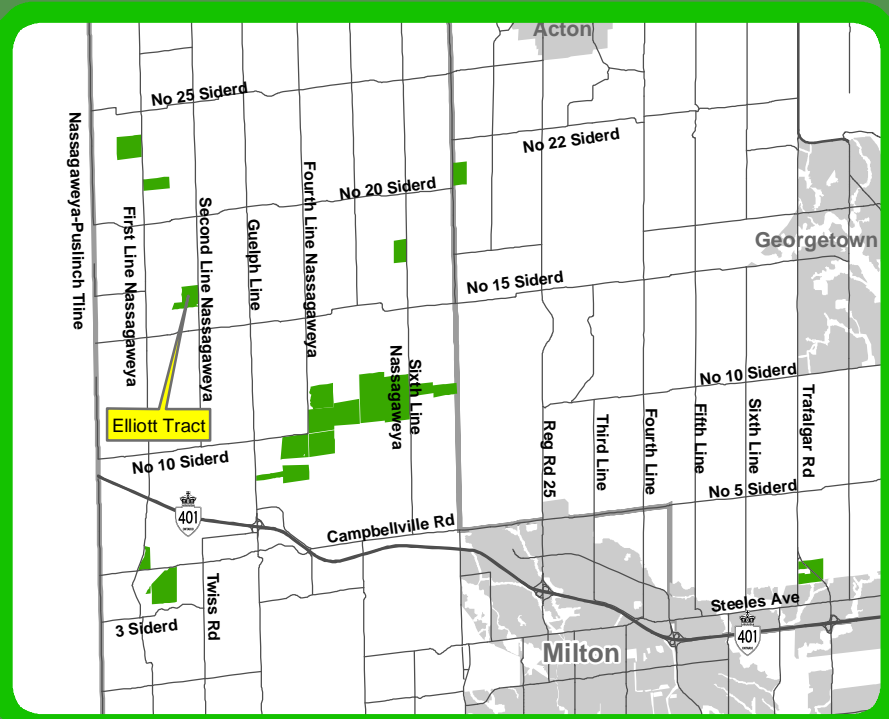 Acton
No 25 Siderd
No 22 Siderd
Nassagaweya-Puslinch Tline
First Line Nassagaweya
Second Line Nassagaweya
Guelph Line
Fourth Line Nassagaweya
No 20 Siderd
Georgetown
No 15 Siderd
Elliott Tract
Sixth Line
Nassagaweya
No 10 Siderd
No 10 Siderd
Reg Rd 25
Third Line
Fourth Line
Fifth Line
Sixth Line
Trafalgar Rd
No 5 Siderd
401
Campbellville Rd
Twiss Rd
3 Siderd
Steeles Ave
401
Milton